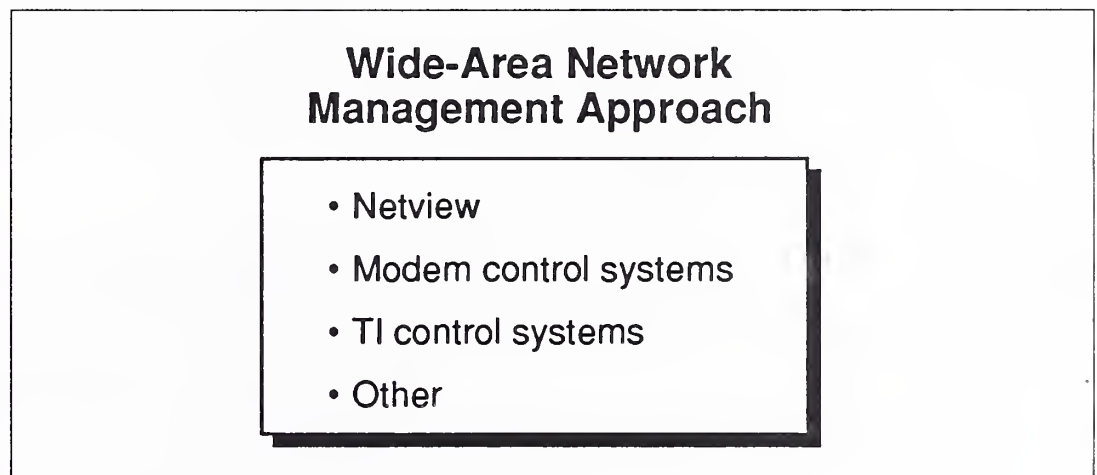 Wide-Area Network
Management Approach
• Netview
• Modem control systems
• TI control systems
• Other